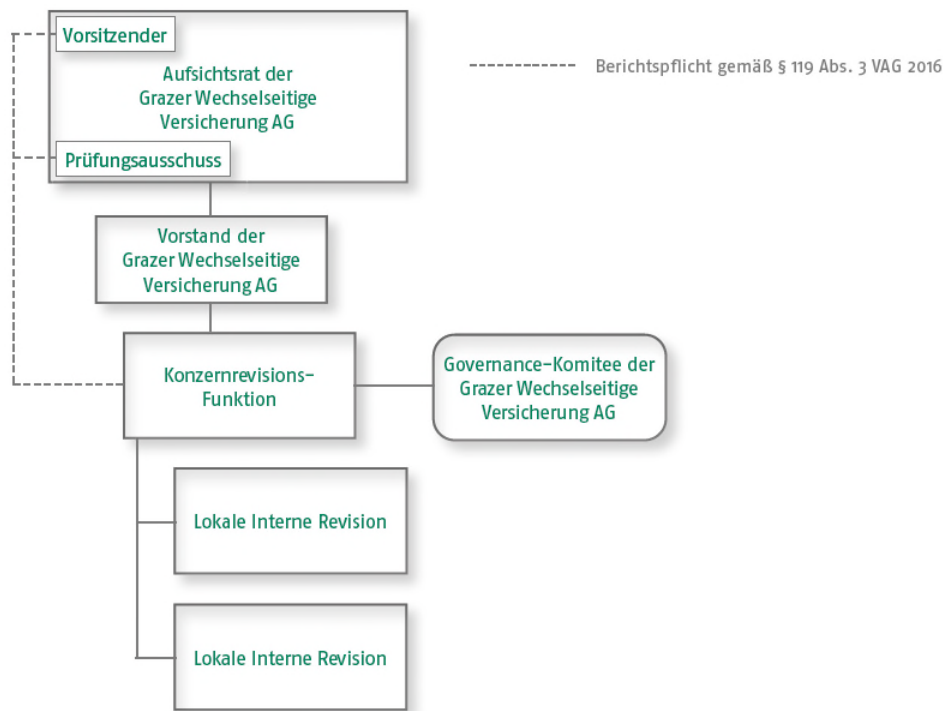 Vorsitzender
Aufsichtsrat der
Grazer Wechselseitige
Versicherung AG
Prüfungsausschuss
Berichtspflicht gemäß § 119 Abs. 3 VAG 2016
Vorstand der
Grazer Wechselseitige
Versicherung AG
Konzernrevisions-
Funktion
Governance-Komitee der
Grazer Wechselseitige
Versicherung AG
Lokale Interne Revision
Lokale Interne Revision